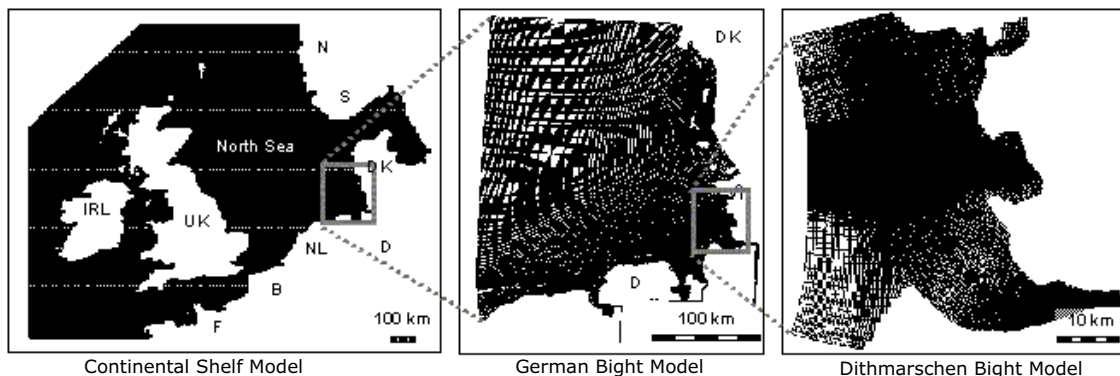 N
S
North Sea
DK
IRL
UK
NL
D
B
F
100 km
Continental Shelf Model
DK
D
100 km
German Bight Model
10 km
Dithmarschen Bight Model